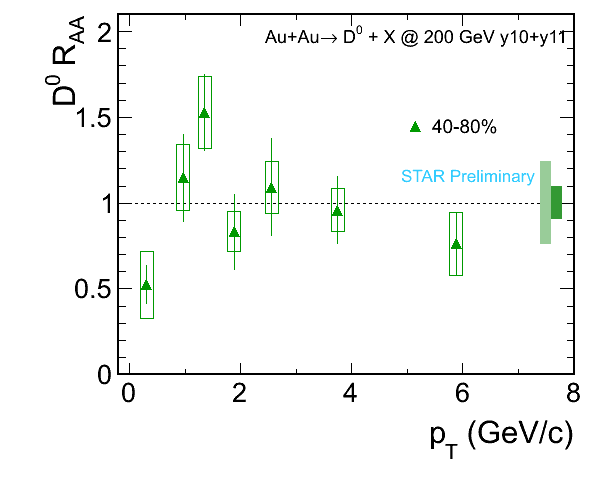 Au+Au→ D⁰ + X @ 200 GeV y10+y11
D⁰ R_AA
2
1.5
1
0.5
0
40-80%
STAR Preliminary
0 2 4 6 8
p_T (GeV/c)